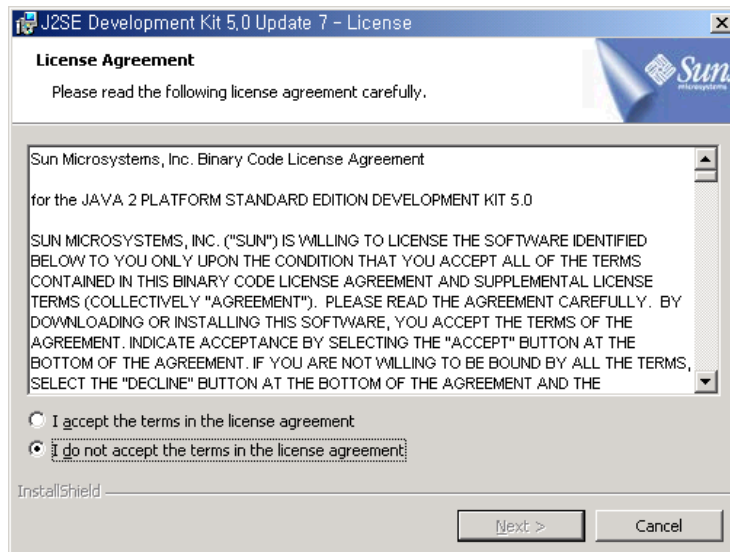 J2SE Development Kit 5.0 Update 7 - License
License Agreement
Please read the following license agreement carefully.
Sun
microsystems
Sun Microsystems, Inc. Binary Code License Agreement
for the JAVA 2 PLATFORM STANDARD EDITION DEVELOPMENT KIT 5.0
SUN MICROSYSTEMS, INC. ("SUN") IS WILLING TO LICENSE THE SOFTWARE IDENTIFIED
BELOW TO YOU ONLY UPON THE CONDITION THAT YOU ACCEPT ALL OF THE TERMS
CONTAINED IN THIS BINARY CODE LICENSE AGREEMENT AND SUPPLEMENTAL LICENSE
TERMS (COLLECTIVELY "AGREEMENT").  PLEASE READ THE AGREEMENT CAREFULLY.  BY
DOWNLOADING OR INSTALLING THIS SOFTWARE, YOU ACCEPT THE TERMS OF THE
AGREEMENT. INDICATE ACCEPTANCE BY SELECTING THE "ACCEPT" BUTTON AT THE
BOTTOM OF THE AGREEMENT. IF YOU ARE NOT WILLING TO BE BOUND BY ALL THE TERMS,
SELECT THE "DECLINE" BUTTON AT THE BOTTOM OF THE AGREEMENT AND THE
I accept the terms in the license agreement
I do not accept the terms in the license agreement
InstallShield
Next >
Cancel